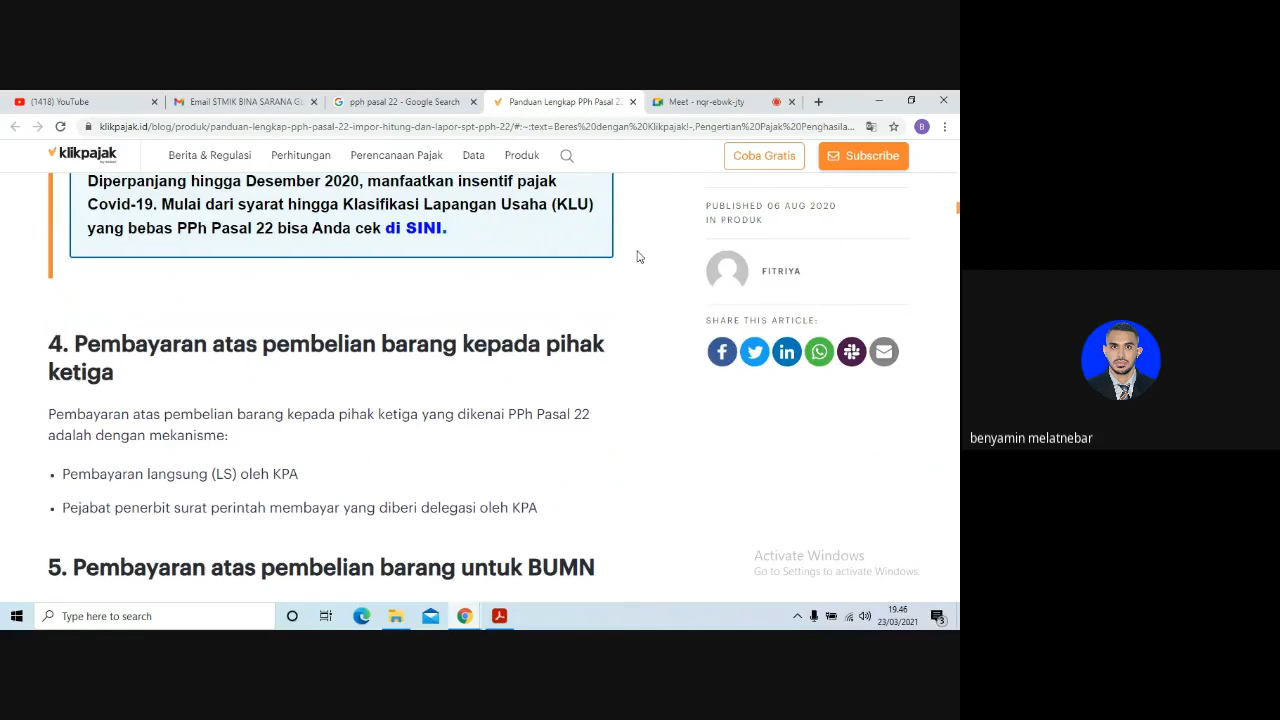 (1418) YouTube
Email STMIK BINA SARANA GL
pph pasal 22 - Google Search
Panduan Lengkap PPh Pasal 22
Meet - nqr-ebwk-jty
klikpajak.id/blog/produk/panduan-lengkap-pph-pasal-22-impor-hitung-dan-lapor-spt-pph-22/#:~:text=Beres%20dengan%20Klikpajak!-,Pengertian%20Pajak%20Penghasila...
B
klikpajak
Berita & Regulasi
Perhitungan
Perencanaan Pajak
Data
Produk
Coba Gratis
Subscribe
Diperpanjang hingga Desember 2020, manfaatkan insentif pajak
Covid-19. Mulai dari syarat hingga Klasifikasi Lapangan Usaha (KLU)
yang bebas PPh Pasal 22 bisa Anda cek di SINI.
PUBLISHED 06 AUG 2020
IN PRODUK
FITRIYA
SHARE THIS ARTICLE:
4. Pembayaran atas pembelian barang kepada pihak
ketiga
Pembayaran atas pembelian barang kepada pihak ketiga yang dikenai PPh Pasal 22
adalah dengan mekanisme:
• Pembayaran langsung (LS) oleh KPA
• Pejabat penerbit surat perintah membayar yang diberi delegasi oleh KPA
5. Pembayaran atas pembelian barang untuk BUMN
Activate Windows
Go to Settings to activate Windows.
benyamin melatnebar
Type here to search
19.46
23/03/2021
3